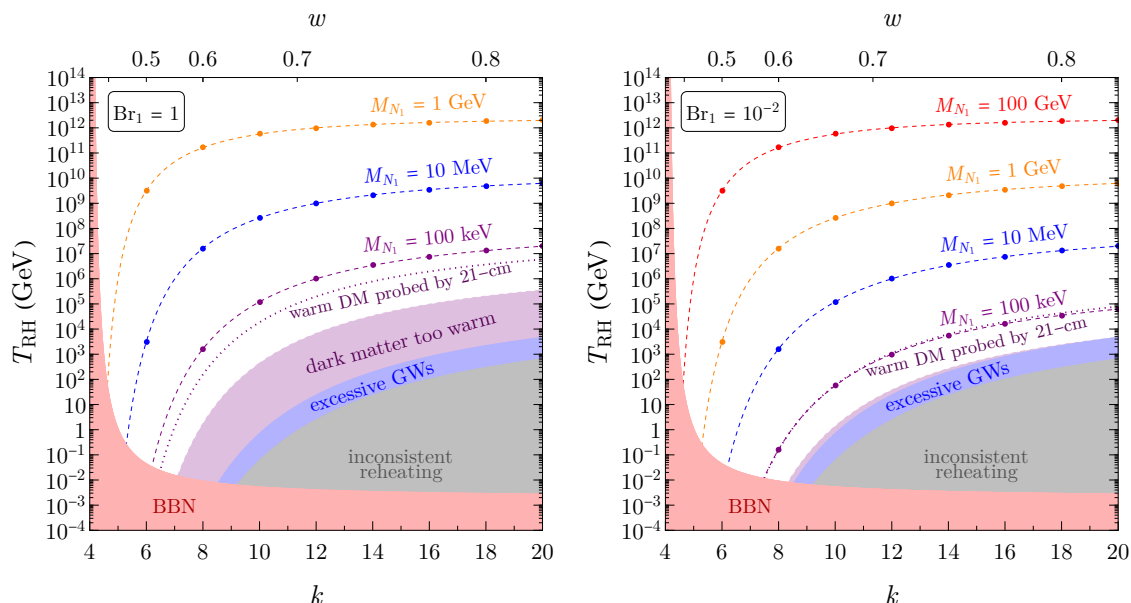 w
0.5 0.6 0.7 0.8
Br₁ = 1
M_{N₁} = 1 GeV
M_{N₁} = 10 MeV
M_{N₁} = 100 keV
warm DM probed by 21–cm
dark matter too warm
excessive GWs
inconsistent
reheating
BBN
T_RH (GeV)
10¹⁴
10¹³
10¹²
10¹¹
10¹⁰
10⁹
10⁸
10⁷
10⁶
10⁵
10⁴
10³
10²
10
1
10⁻¹
10⁻²
10⁻³
10⁻⁴
4 6 8 10 12 14 16 18 20
k
w
0.5 0.6 0.7 0.8
Br₁ = 10⁻²
M_{N₁} = 100 GeV
M_{N₁} = 1 GeV
M_{N₁} = 10 MeV
M_{N₁} = 100 keV
warm DM probed by 21–cm
excessive GWs
inconsistent
reheating
BBN
T_RH (GeV)
10¹⁴
10¹³
10¹²
10¹¹
10¹⁰
10⁹
10⁸
10⁷
10⁶
10⁵
10⁴
10³
10²
10
1
10⁻¹
10⁻²
10⁻³
10⁻⁴
4 6 8 10 12 14 16 18 20
k